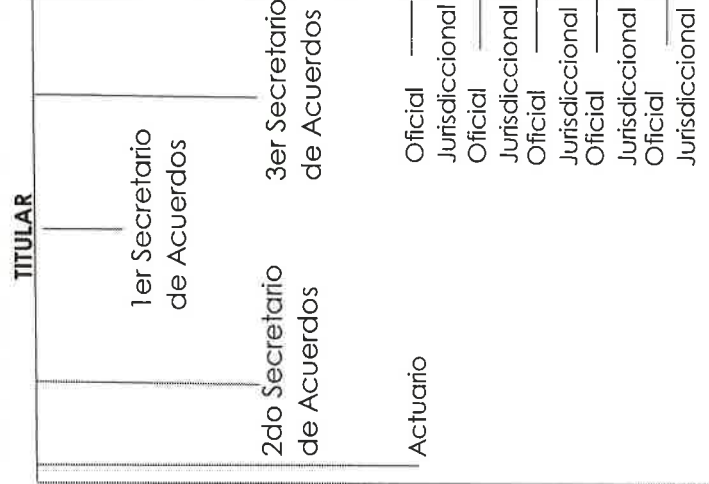 TITULAR
1er Secretario
de Acuerdos
2do Secretario
de Acuerdos
3er Secretario
de Acuerdos
Actuario
Oficial
Jurisdiccional
Oficial
Jurisdiccional
Oficial
Jurisdiccional
Oficial
Jurisdiccional
Oficial
Jurisdiccional